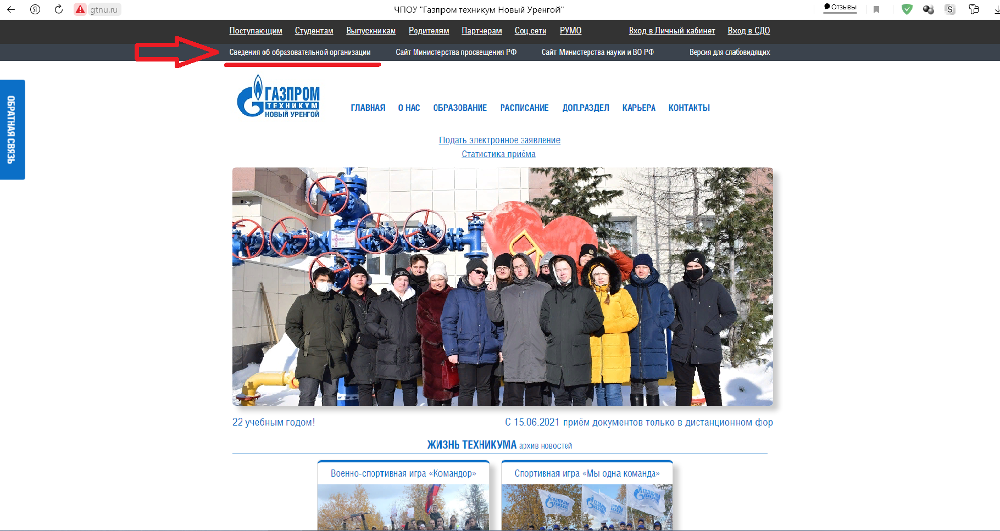 gtnu.ru ЧПОУ "Газпром техникум Новый Уренгой" Отзывы
Поступающим Студентам Выпускникам Родителям Партнерам Соц.сети РУМО Вход в Личный кабинет Вход в СДО
Сведения об образовательной организации Сайт Министерства просвещения РФ Сайт Министерства науки и ВО РФ Версия для слабовидящих
ОБРАТНАЯ СВЯЗЬ
ГАЗПРОМ
ТЕХНИКУМ
НОВЫЙ УРЕНГОЙ
ГЛАВНАЯ О НАС ОБРАЗОВАНИЕ РАСПИСАНИЕ ДОП.РАЗДЕЛ КАРЬЕРА КОНТАКТЫ
Подать электронное заявление
Статистика приёма
22 учебным годом! С 15.06.2021 приём документов только в дистанционном фор
ЖИЗНЬ ТЕХНИКУМА архив новостей
Военно-спортивная игра «Командор» Спортивная игра «Мы одна команда»
ГАЗПРОМ ГАЗПРОМ ГАЗПРОМ